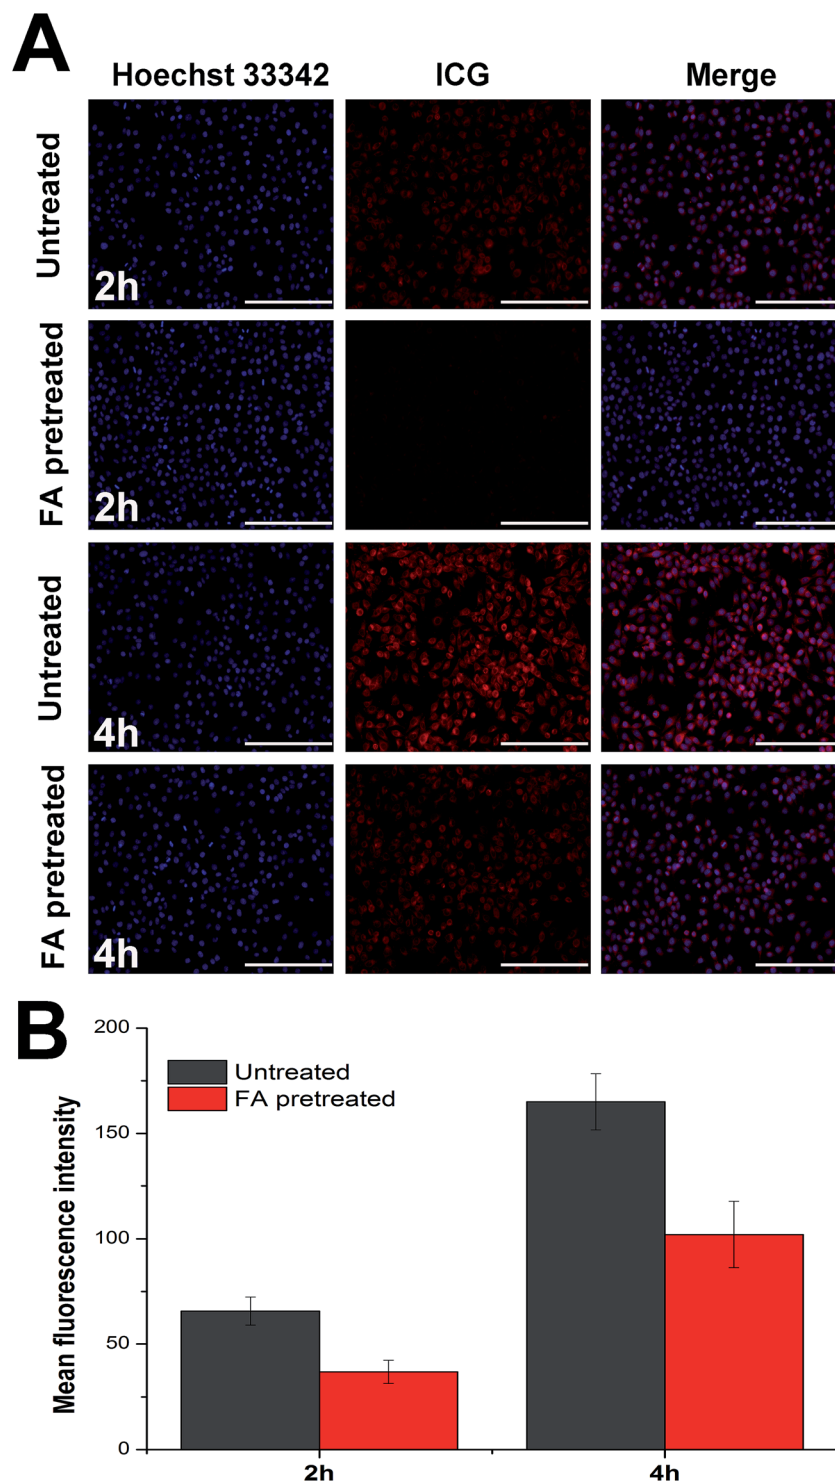 A
Hoechst 33342 ICG Merge
Untreated
2h
FA pretreated
2h
Untreated
4h
FA pretreated
4h
B
Mean fluorescence intensity
200
150
100
50
0
Untreated
FA pretreated
2h 4h